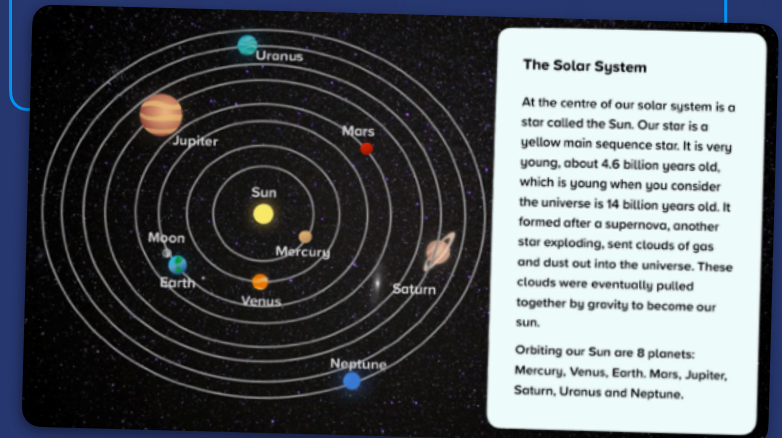 Uranus
Jupiter
Mars
Sun
Moon
Mercury
Earth
Venus
Saturn
Neptune
The Solar System
At the centre of our solar system is a
star called the Sun. Our star is a
yellow main sequence star. It is very
young, about 4.6 billion years old,
which is young when you consider
the universe is 14 billion years old. It
formed after a supernova, another
star exploding, sent clouds of gas
and dust out into the universe. These
clouds were eventually pulled
together by gravity to become our
sun.
Orbiting our Sun are 8 planets:
Mercury, Venus, Earth. Mars, Jupiter,
Saturn, Uranus and Neptune.